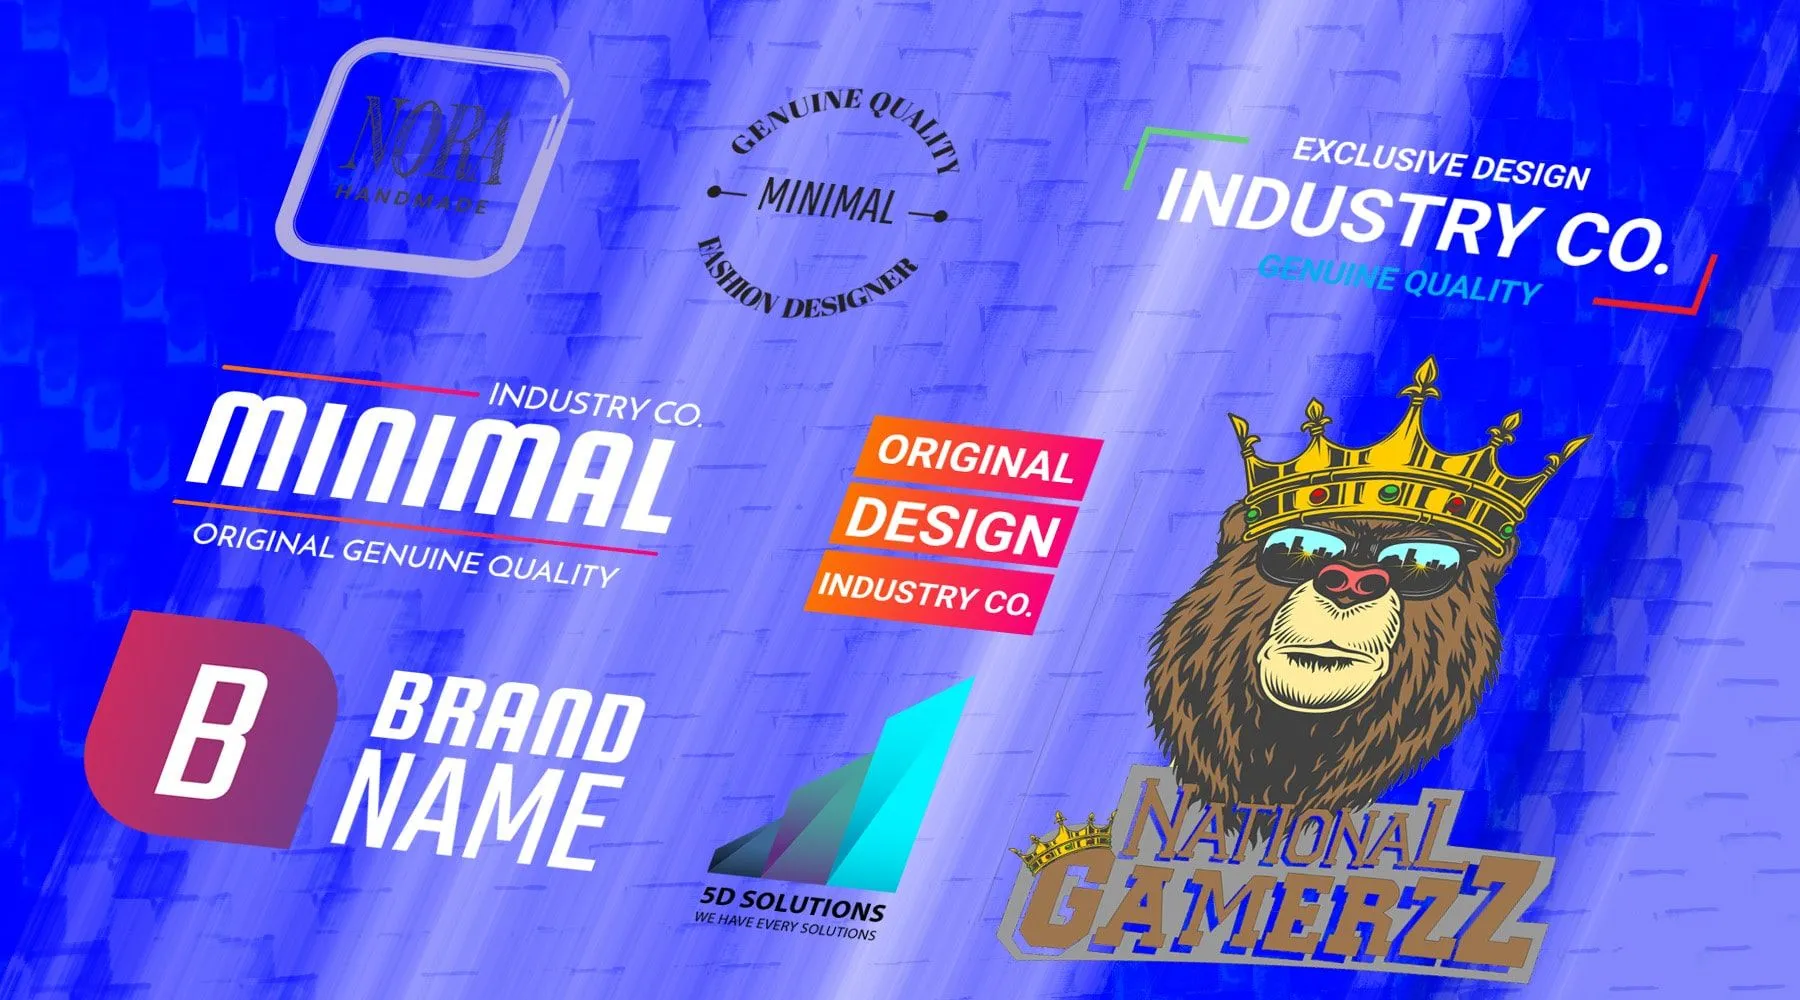 NORA
HANDMADE
GENUINE QUALITY
MINIMAL
FASHION DESIGNER
EXCLUSIVE DESIGN
INDUSTRY CO.
GENUINE QUALITY
INDUSTRY CO.
MINIMAL
ORIGINAL GENUINE QUALITY
ORIGINAL
DESIGN
INDUSTRY CO.
B
BRAND
NAME
5D SOLUTIONS
WE HAVE EVERY SOLUTIONS
NATIONAL
GAMERZZ